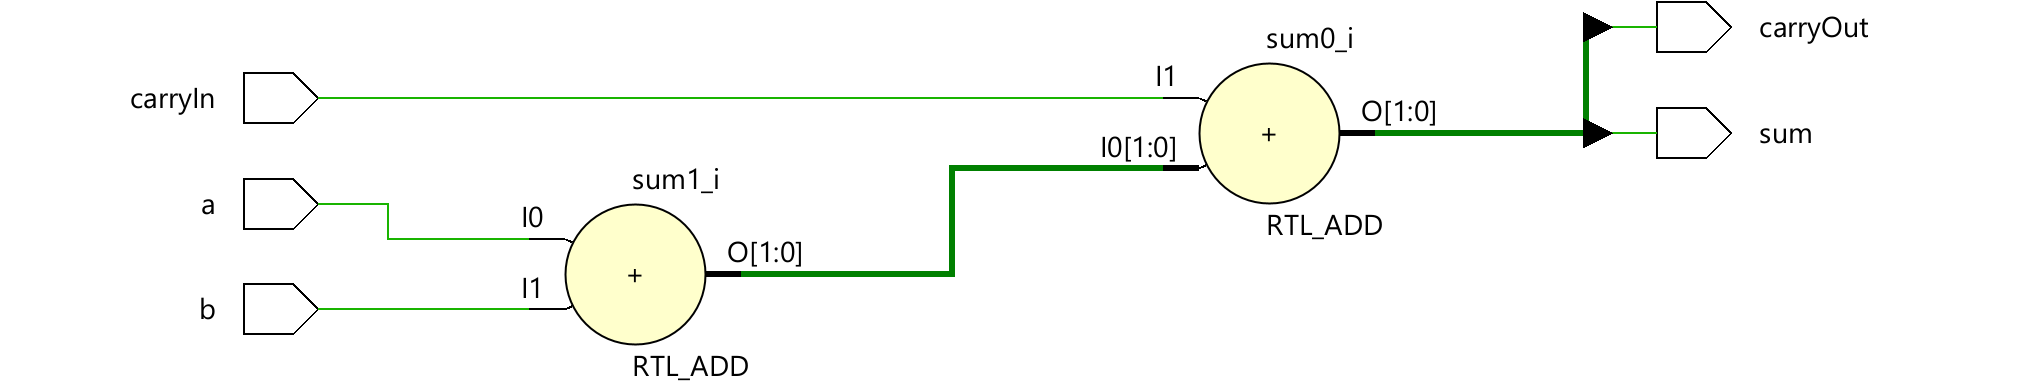 carryOut
sum0_i
I1
carryIn
O[1:0]
+
sum
I0[1:0]
sum1_i
a
I0
RTL_ADD
O[1:0]
+
I1
b
RTL_ADD